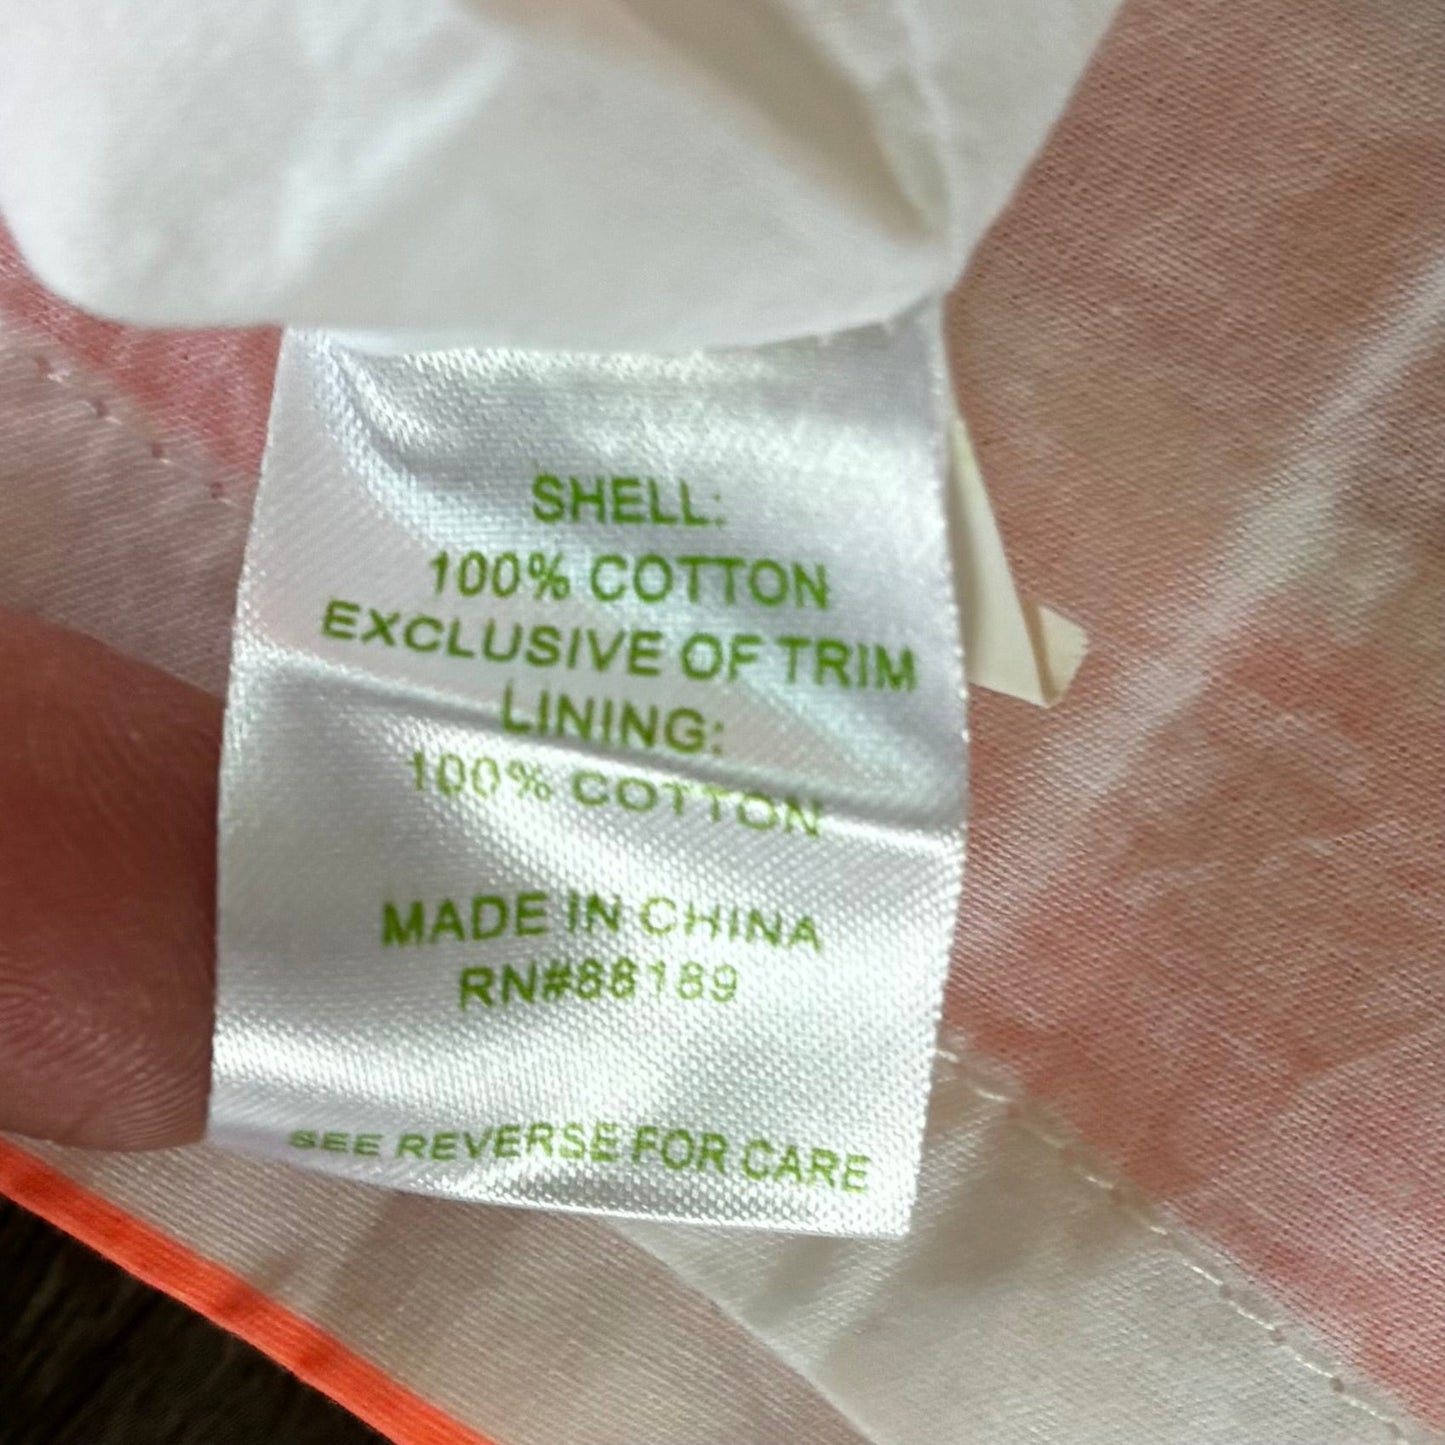 SHELL:
100% COTTON
EXCLUSIVE OF TRIM
LINING:
100% COTTON
MADE IN CHINA
RN#88189
SEE REVERSE FOR CARE